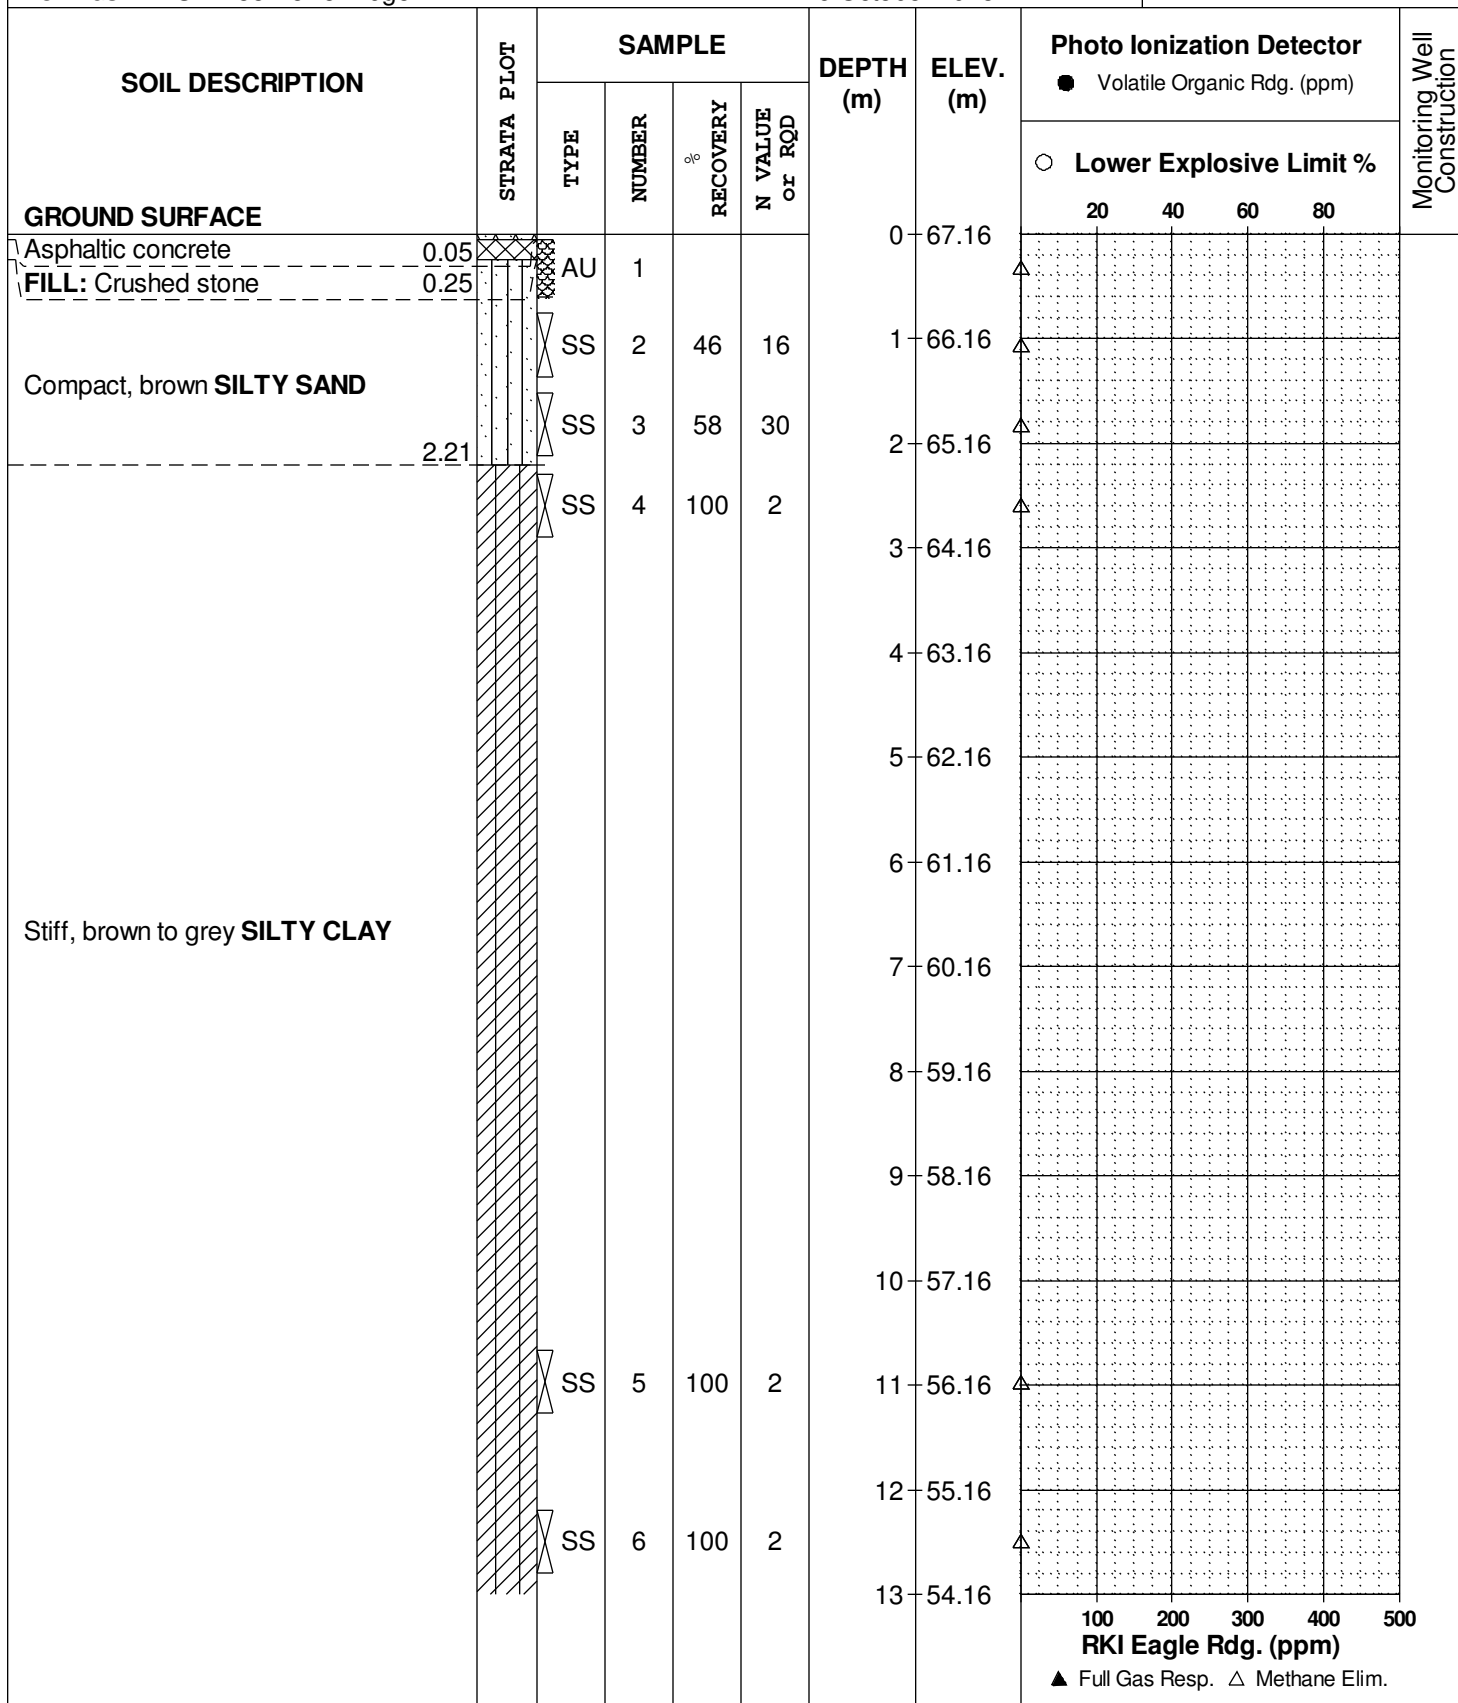 SOIL DESCRIPTION
GROUND SURFACE
STRATA PLOT
SAMPLE
TYPE
NUMBER
% RECOVERY
N VALUE or RQD
DEPTH (m)
ELEV. (m)
Photo Ionization Detector
● Volatile Organic Rdg. (ppm)
○ Lower Explosive Limit %
20 40 60 80
Monitoring Well Construction
Asphaltic concrete 0.05
FILL: Crushed stone 0.25
Compact, brown SILTY SAND
2.21
Stiff, brown to grey SILTY CLAY
AU 1
SS 2 46 16
SS 3 58 30
SS 4 100 2
SS 5 100 2
SS 6 100 2
0 67.16
1 66.16
2 65.16
3 64.16
4 63.16
5 62.16
6 61.16
7 60.16
8 59.16
9 58.16
10 57.16
11 56.16
12 55.16
13 54.16
100 200 300 400 500
RKI Eagle Rdg. (ppm)
▲ Full Gas Resp. △ Methane Elim.